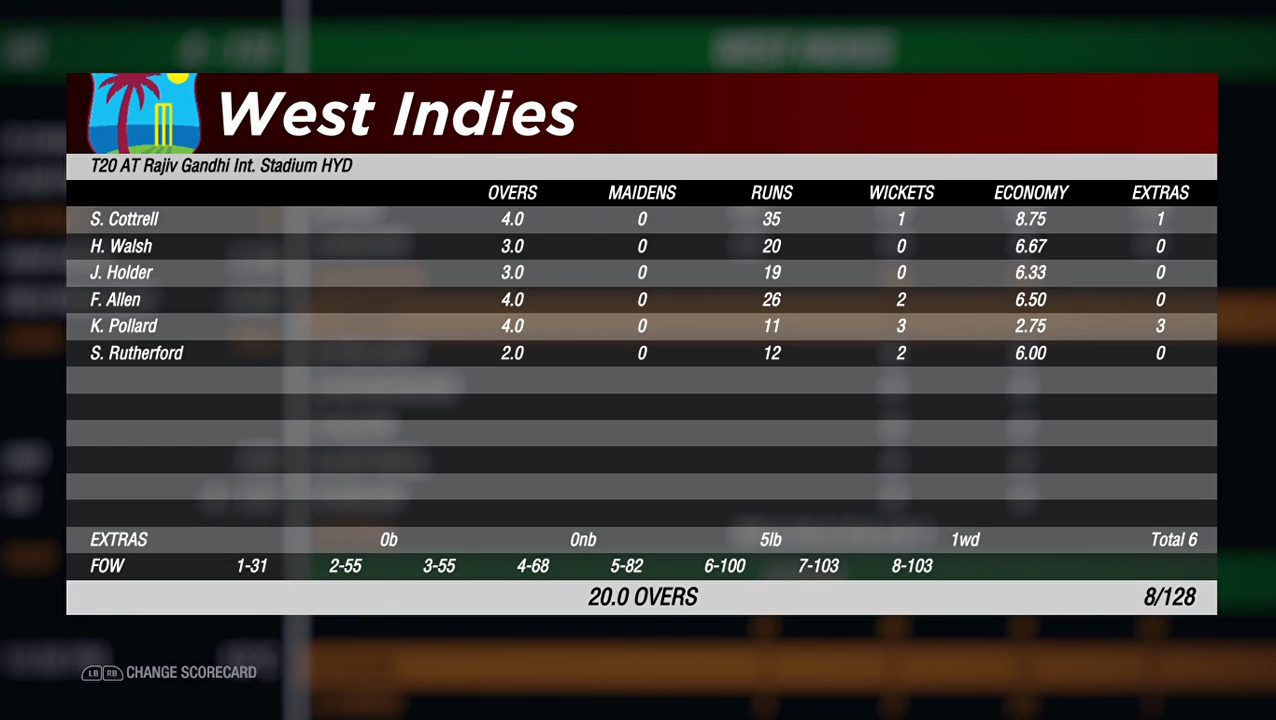 West Indies
T20 AT Rajiv Gandhi Int. Stadium HYD
OVERS MAIDENS RUNS WICKETS ECONOMY EXTRAS
S. Cottrell 4.0 0 35 1 8.75 1
H. Walsh 3.0 0 20 0 6.67 0
J. Holder 3.0 0 19 0 6.33 0
F. Allen 4.0 0 26 2 6.50 0
K. Pollard 4.0 0 11 3 2.75 3
S. Rutherford 2.0 0 12 2 6.00 0
EXTRAS 0b 0nb 5lb 1wd Total 6
FOW 1-31 2-55 3-55 4-68 5-82 6-100 7-103 8-103
20.0 OVERS 8/128
LB RB CHANGE SCORECARD